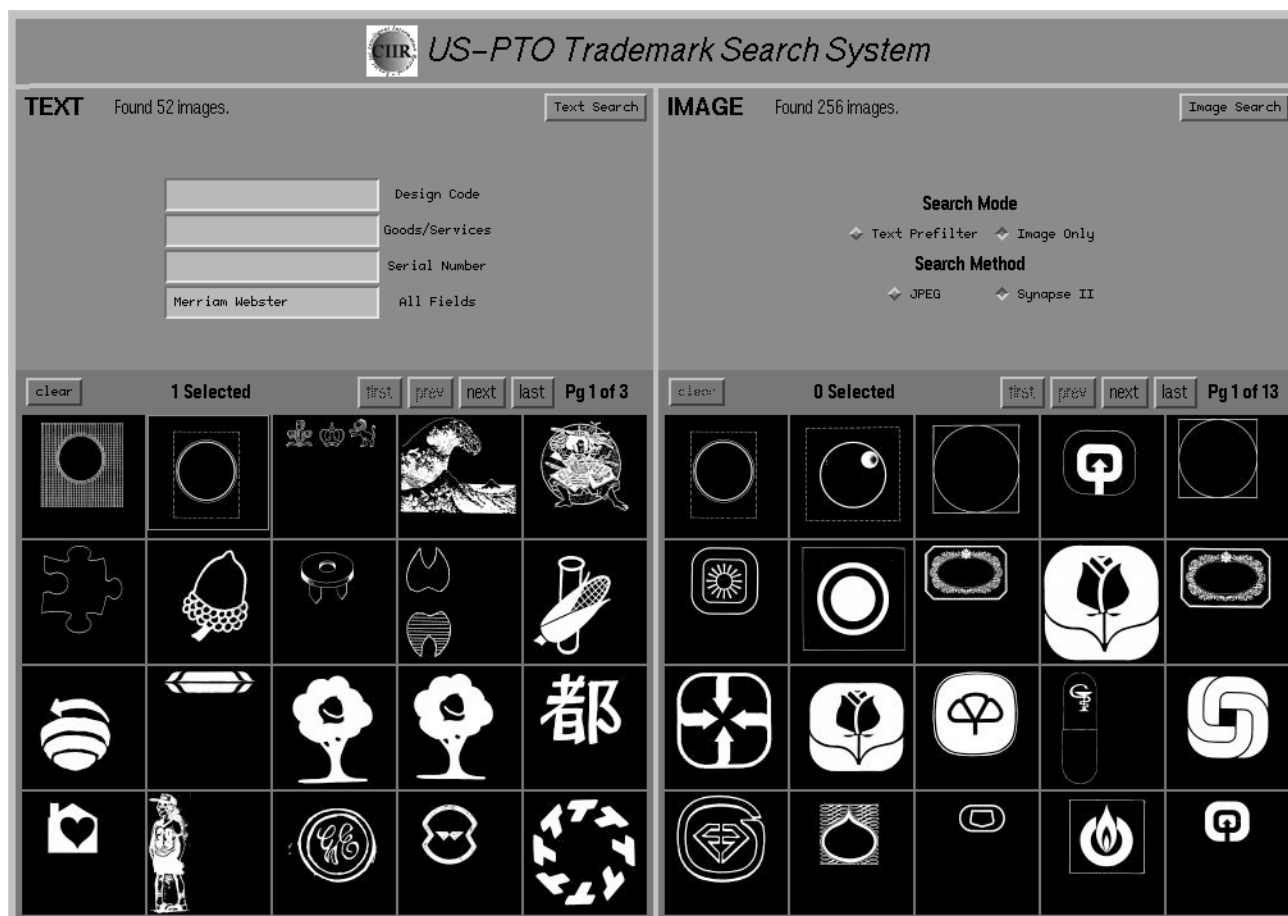 CIIR US-PTO Trademark Search System
TEXT Found 52 images. Text Search
Design Code
Goods/Services
Serial Number
Merriam Webster All Fields
clear 1 Selected first prev next last Pg 1 of 3
都
39
GE
T T T T T T T T T
IMAGE Found 256 images. Image Search
Search Mode
Text Prefilter Image Only
Search Method
JPEG Synapse II
clear 0 Selected first prev next last Pg 1 of 13